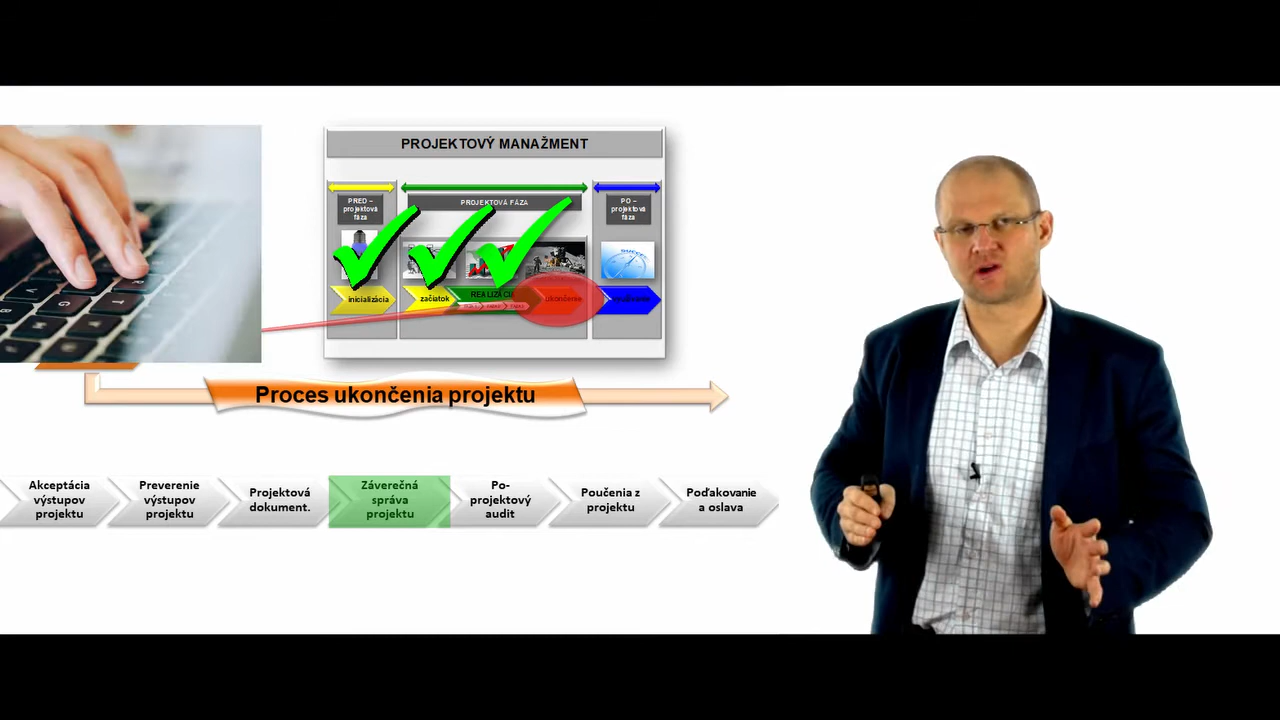 PROJEKTOVÝ MANAŽMENT
PRED –
projektová
fáza
PROJEKTOVÁ FÁZA
PO –
projektová
fáza
inicializácia
začiatok
REALIZÁCIA
ukončenie
Proces ukončenia projektu
Akceptácia
výstupov
projektu
Preverenie
výstupov
projektu
Projektová
dokument.
Záverečná
správa
projektu
Po-
projektový
audit
Poučenia z
projektu
Poďakovanie
a oslava